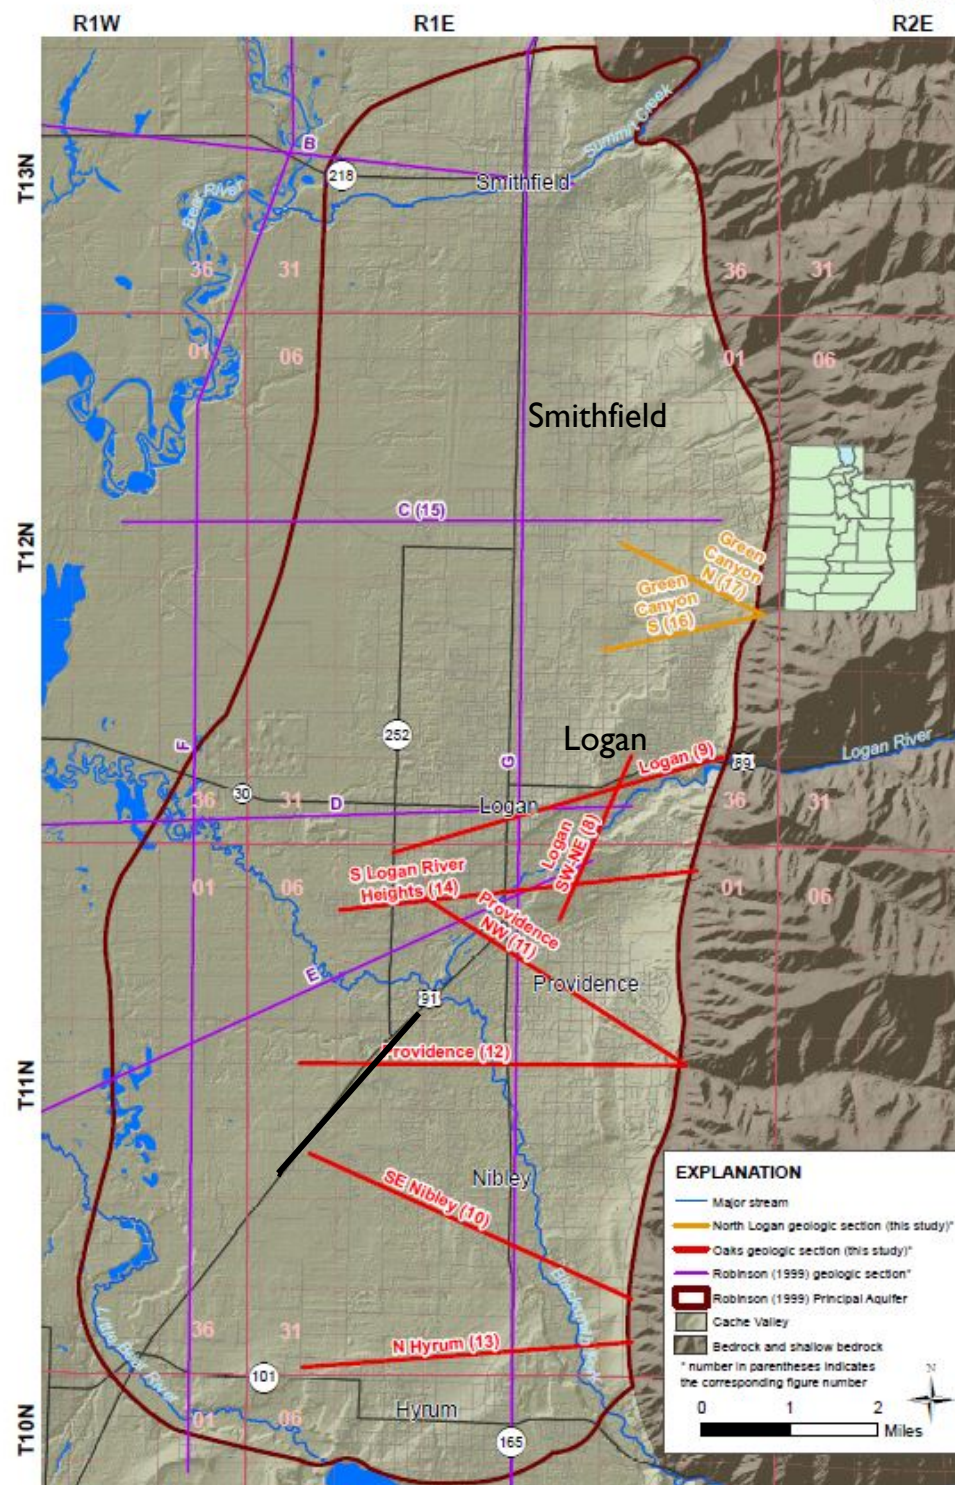 R1W
R1E
R2E
T13N
T12N
T11N
T10N
Summit Creek
B
218
Smithfield
Bear River
36
31
36
31
01
06
01
06
Smithfield
C (15)
Green
Canyon
N (17)
Green
Canyon
S (16)
252
Logan
F
G
Logan (9)
89
Logan River
30
36
31
D
Logan
36
31
Logan
SW-NE (8)
S Logan River
Heights (14)
01
06
01
06
Providence
NW (11)
E
Providence
91
Providence (12)
Nibley
SE Nibley (10)
Little Bear River
36
31
N Hyrum (13)
101
01
06
Hyrum
165
EXPLANATION
Major stream
North Logan geologic section (this study)*
Oaks geologic section (this study)*
Robinson (1999) geologic section*
Robinson (1999) Principal Aquifer
Cache Valley
Bedrock and shallow bedrock
* number in parentheses indicates
the corresponding figure number
N
0 1 2
Miles